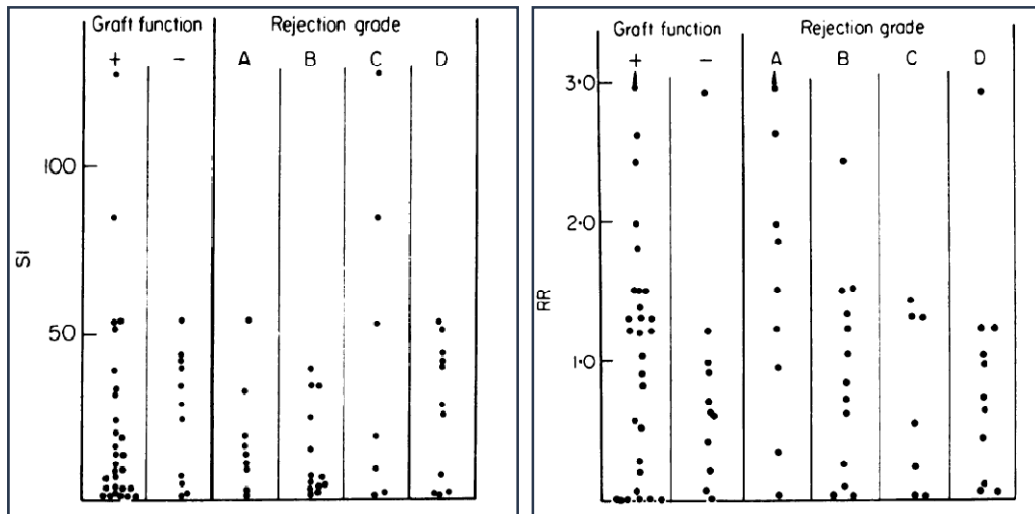 Graft function Rejection grade
+ - A B C D
100
SI
50
Graft function Rejection grade
+ - A B C D
3·0
2·0
RR
1·0